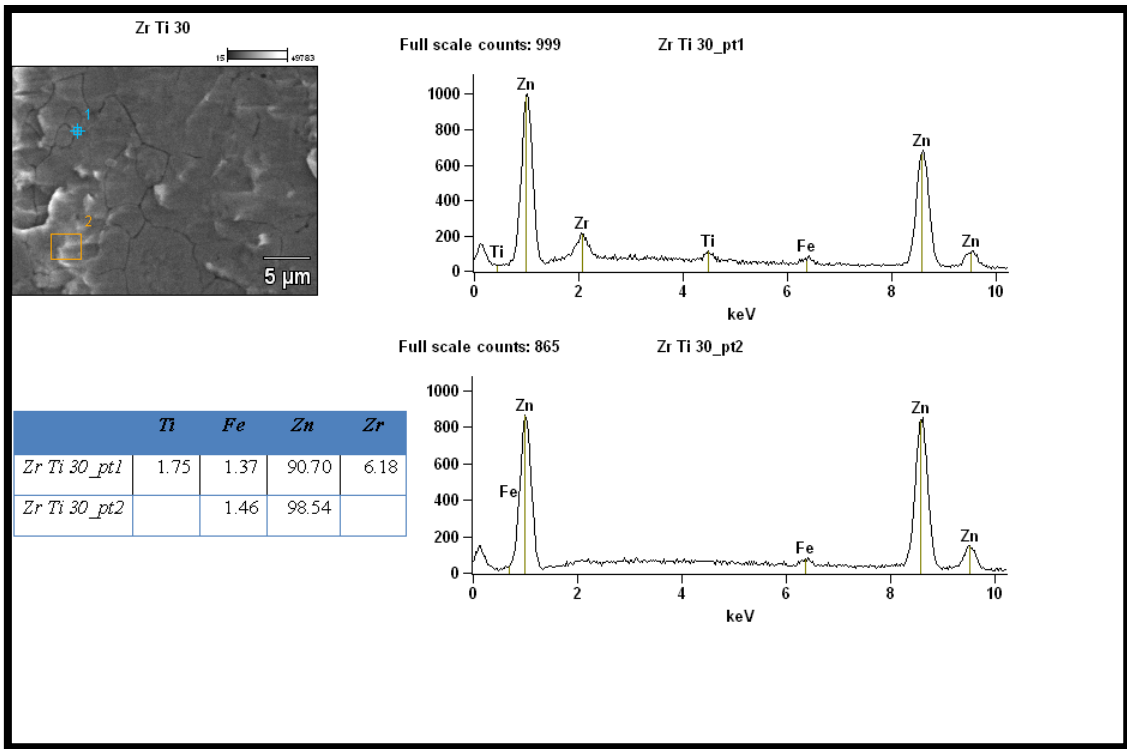 Zr Ti 30
15 49783
1
2
5 µm
Full scale counts: 999 Zr Ti 30_pt1
1000
800
600
400
200
0
Ti Zn Zr Ti Fe Zn Zn
0 2 4 6 8 10
keV
Full scale counts: 865 Zr Ti 30_pt2
1000
800
600
400
200
0
Fe Zn Fe Zn Zn
0 2 4 6 8 10
keV
Ti Fe Zn Zr
Zr Ti 30_pt1 1.75 1.37 90.70 6.18
Zr Ti 30_pt2 1.46 98.54